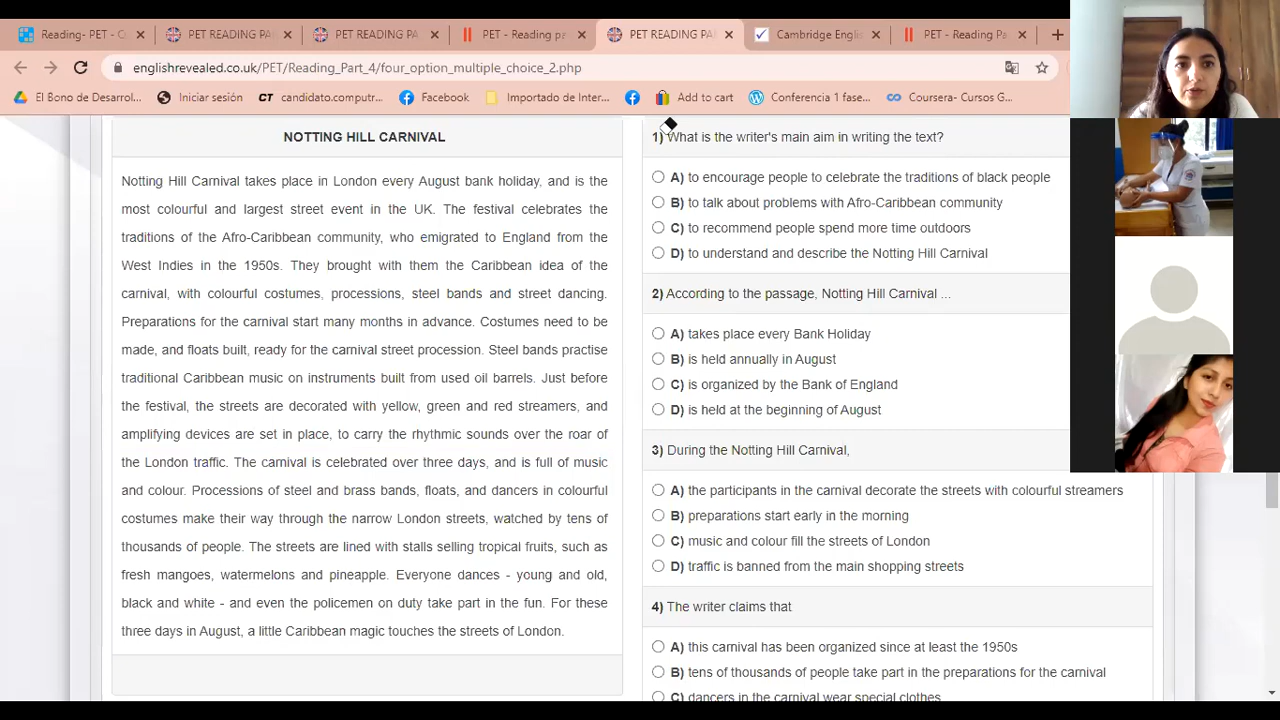 Reading- PET - C
PET READING PA
PET READING PA
PET - Reading pa
PET READING PA
Cambridge Engli
PET - Reading Pa
englishrevealed.co.uk/PET/Reading_Part_4/four_option_multiple_choice_2.php
El Bono de Desarrol...
Iniciar sesión
candidato.computr...
Facebook
Importado de Inter...
Add to cart
Conferencia 1 fase...
Coursera- Cursos G...
NOTTING HILL CARNIVAL
Notting Hill Carnival takes place in London every August bank holiday, and is the
most colourful and largest street event in the UK. The festival celebrates the
traditions of the Afro-Caribbean community, who emigrated to England from the
West Indies in the 1950s. They brought with them the Caribbean idea of the
carnival, with colourful costumes, processions, steel bands and street dancing.
Preparations for the carnival start many months in advance. Costumes need to be
made, and floats built, ready for the carnival street procession. Steel bands practise
traditional Caribbean music on instruments built from used oil barrels. Just before
the festival, the streets are decorated with yellow, green and red streamers, and
amplifying devices are set in place, to carry the rhythmic sounds over the roar of
the London traffic. The carnival is celebrated over three days, and is full of music
and colour. Processions of steel and brass bands, floats, and dancers in colourful
costumes make their way through the narrow London streets, watched by tens of
thousands of people. The streets are lined with stalls selling tropical fruits, such as
fresh mangoes, watermelons and pineapple. Everyone dances - young and old,
black and white - and even the policemen on duty take part in the fun. For these
three days in August, a little Caribbean magic touches the streets of London.
1) What is the writer's main aim in writing the text?
A) to encourage people to celebrate the traditions of black people
B) to talk about problems with Afro-Caribbean community
C) to recommend people spend more time outdoors
D) to understand and describe the Notting Hill Carnival
2) According to the passage, Notting Hill Carnival ...
A) takes place every Bank Holiday
B) is held annually in August
C) is organized by the Bank of England
D) is held at the beginning of August
3) During the Notting Hill Carnival,
A) the participants in the carnival decorate the streets with colourful streamers
B) preparations start early in the morning
C) music and colour fill the streets of London
D) traffic is banned from the main shopping streets
4) The writer claims that
A) this carnival has been organized since at least the 1950s
B) tens of thousands of people take part in the preparations for the carnival
C) dancers in the carnival wear special clothes